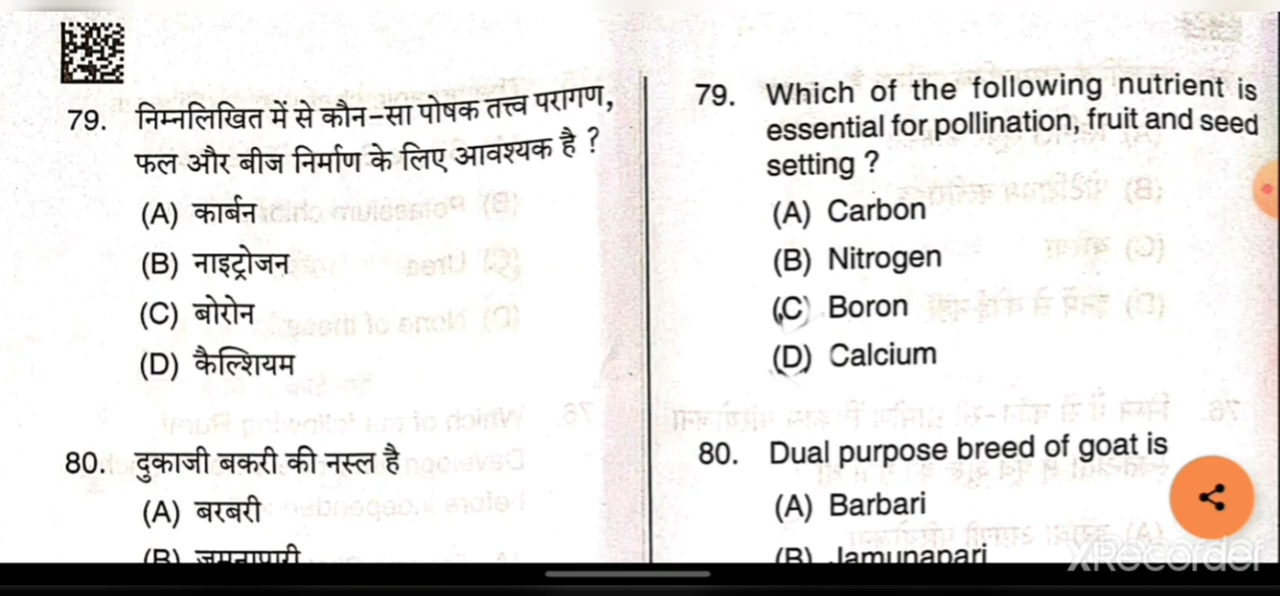 79. निम्नलिखित में से कौन-सा पोषक तत्त्व परागण,
फल और बीज निर्माण के लिए आवश्यक है ?
(A) कार्बन
(B) नाइट्रोजन
(C) बोरोन
(D) कैल्शियम
80. दुकाजी बकरी की नस्ल है
(A) बरबरी
(B) जमुनापारी
79. Which of the following nutrient is
essential for pollination, fruit and seed
setting ?
(A) Carbon
(B) Nitrogen
(C) Boron
(D) Calcium
80. Dual purpose breed of goat is
(A) Barbari
(B) Jamunapari
XRecorder